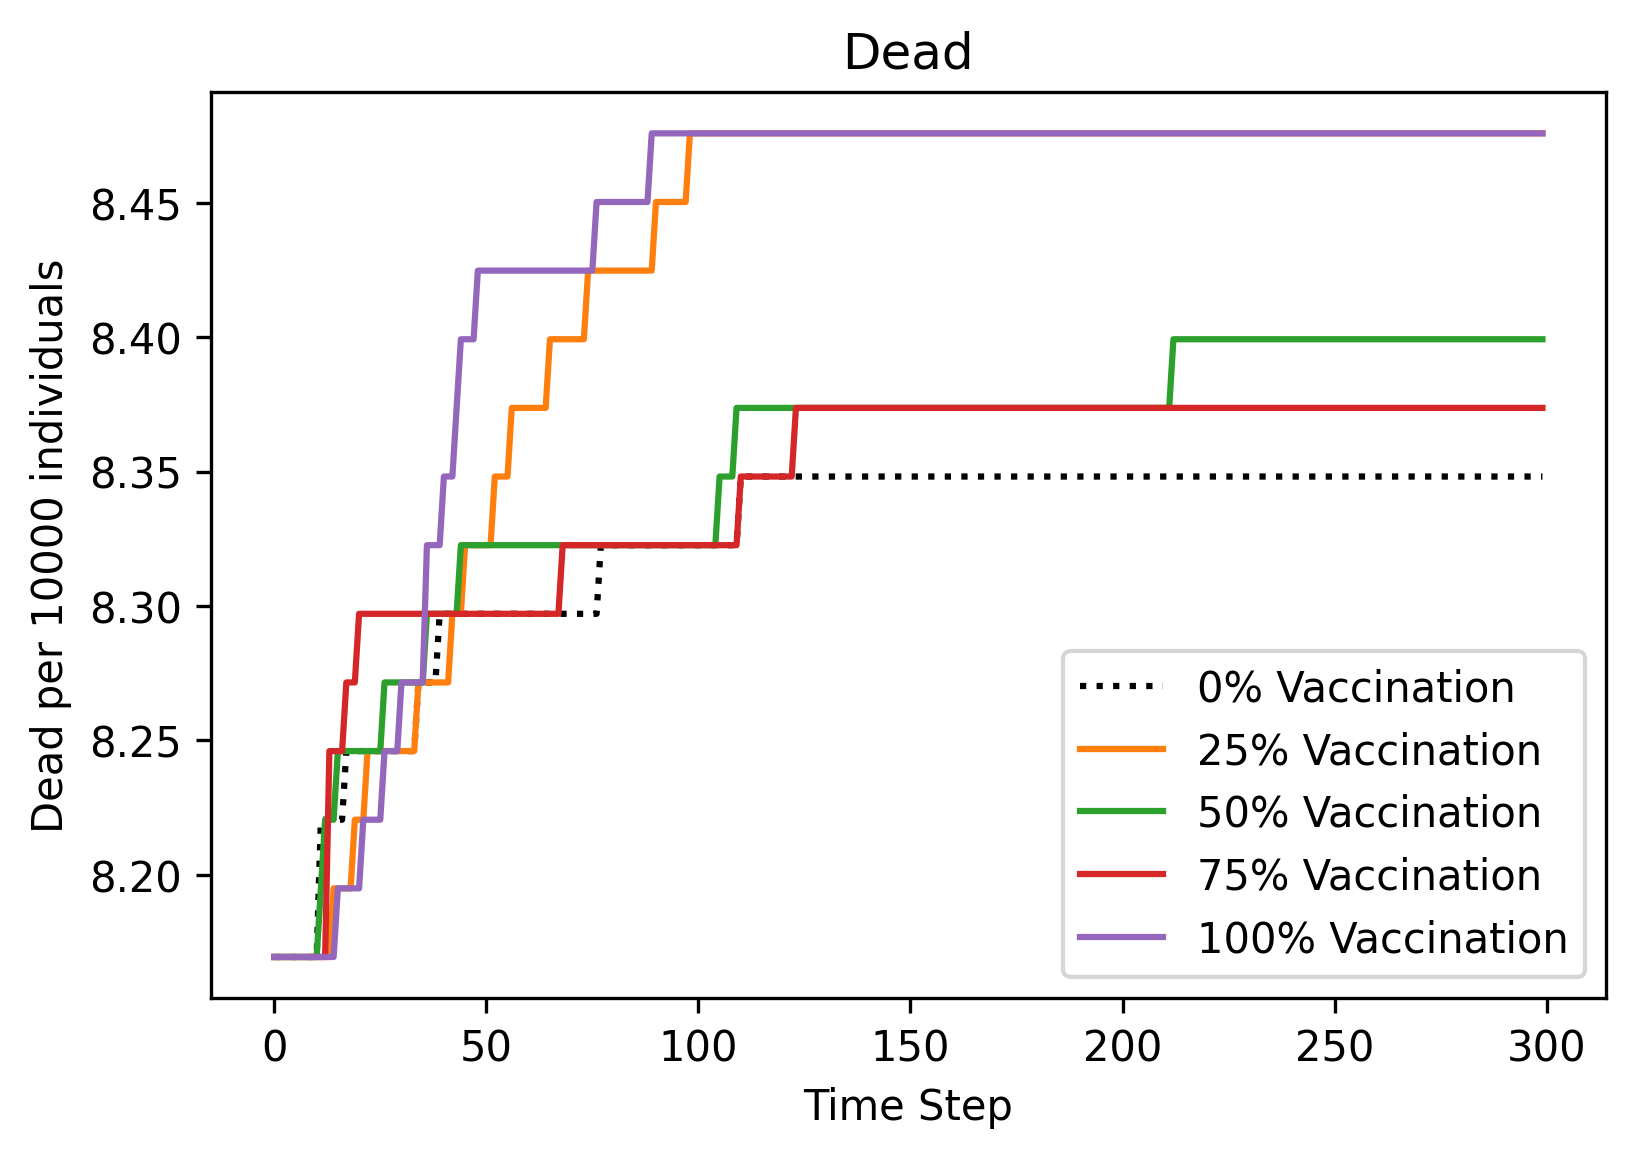 Dead
Dead per 10000 individuals
8.45
8.40
8.35
8.30
8.25
8.20
0% Vaccination
25% Vaccination
50% Vaccination
75% Vaccination
100% Vaccination
0 50 100 150 200 250 300
Time Step